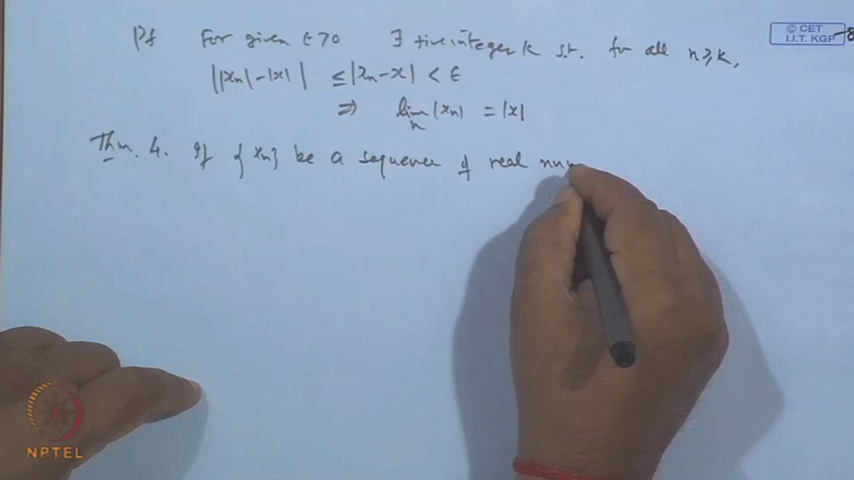 Pf For given ε>0 ∃ +ive integer k s.t. for all n≥k,
||xn|-|x|| ≤|xn-x| < ε
⇒ lim n |xn| = |x|
Thm. 4. If {xn} be a sequence of real num
© CET
I.I.T. KGP
NPTEL